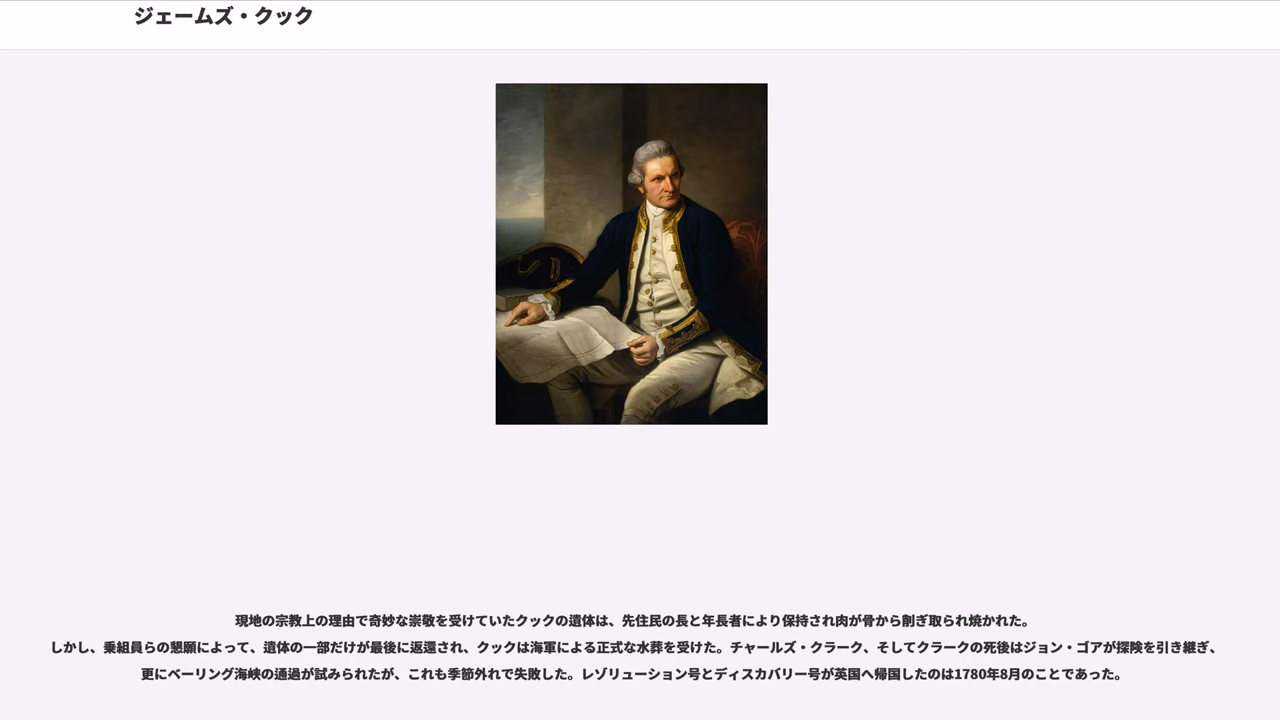 ジェームズ・クック
現地の宗教上の理由で奇妙な崇敬を受けていたクックの遺体は、先住民の長と年長者により保持され肉が骨から削ぎ取られ焼かれた。
しかし、乗組員らの懇願によって、遺体の一部だけが最後に返還され、クックは海軍による正式な水葬を受けた。チャールズ・クラーク、そしてクラークの死後はジョン・ゴアが探険を引き継ぎ、
更にベーリング海峡の通過が試みられたが、これも季節外れで失敗した。レゾリューション号とディスカバリー号が英国へ帰国したのは1780年8月のことであった。